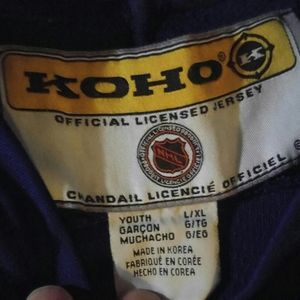 KOHO® K
OFFICIAL LICENSED JERSEY
NHL
CHANDAIL LICENCIÉ OFFICIEL
YOUTH L/XL
GARÇON G/TG
MUCHACHO G/EG
MADE IN KOREA
FABRIQUÉ EN CORÉE
HECHO EN COREA